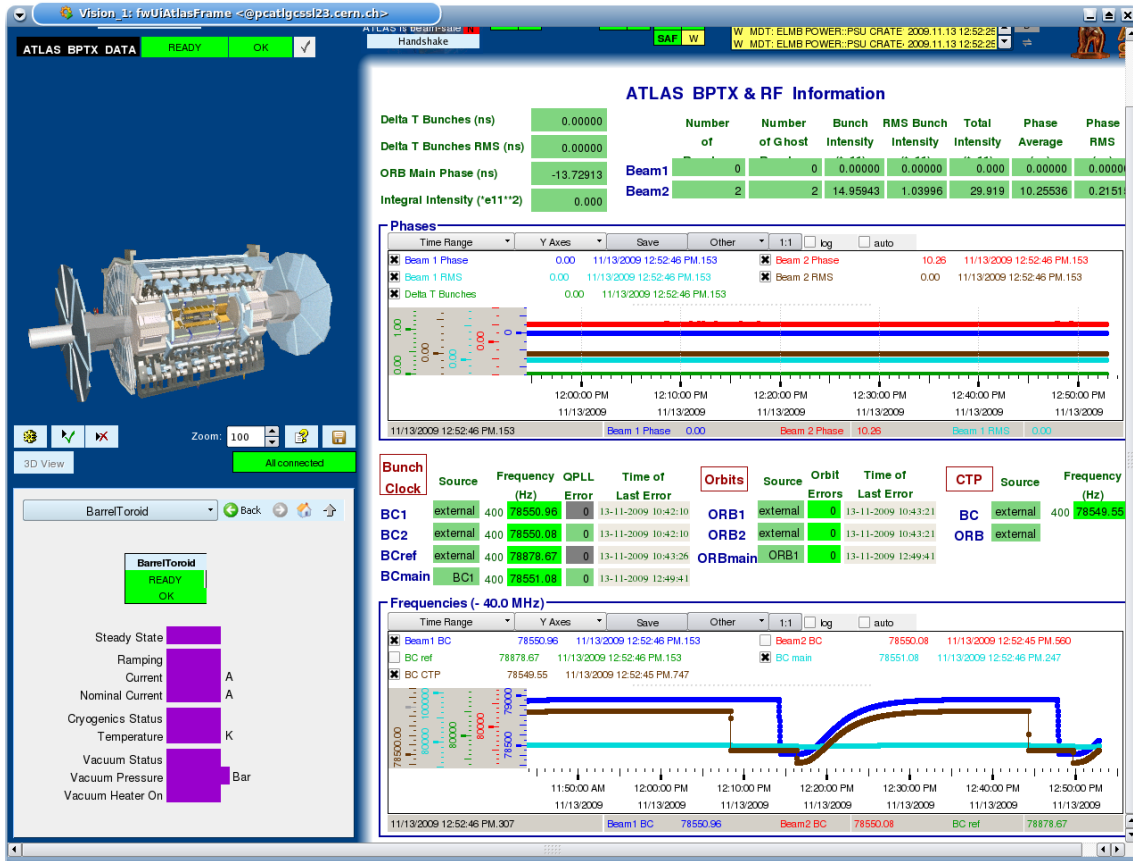 Vision_1: fwUiAtlasFrame <@pcatlgcssl23.cern.ch>
ATLAS BPTX DATA READY OK
ATLAS is beam-safe N
Handshake
SAF W
W MDT: ELMB POWER::PSU CRATE 2009.11.13 12:52:25
W MDT: ELMB POWER::PSU CRATE 2009.11.13 12:52:25
ATLAS BPTX & RF Information
Delta T Bunches (ns) 0.00000
Delta T Bunches RMS (ns) 0.00000
ORB Main Phase (ns) -13.72913
Integral Intensity (*e11**2) 0.000
Number Number Bunch RMS Bunch Total Phase Phase
of of Ghost Intensity Intensity Intensity Average RMS
Beam1 0 0 0.00000 0.00000 0.000 0.00000 0.0000
Beam2 2 2 14.95943 1.03996 29.919 10.25536 0.2151
Phases
Time Range Y Axes Save Other 1:1 log auto
Beam 1 Phase 0.00 11/13/2009 12:52:46 PM.153 Beam 2 Phase 10.26 11/13/2009 12:52:46 PM.153
Beam 1 RMS 0.00 11/13/2009 12:52:46 PM.153 Beam 2 RMS 0.00 11/13/2009 12:52:46 PM.153
Delta T Bunches 0.00 11/13/2009 12:52:46 PM.153
1.00 0.00 0.00 0.00 0.00 0
12:00:00 PM 12:10:00 PM 12:20:00 PM 12:30:00 PM 12:40:00 PM 12:50:00 PM
11/13/2009 11/13/2009 11/13/2009 11/13/2009 11/13/2009 11/13/2009
11/13/2009 12:52:46 PM.153 Beam 1 Phase 0.00 Beam 2 Phase 10.26 Beam 1 RMS 0.00
Zoom: 100
3D View All connected
BarrelToroid Back
BarrelToroid
READY
OK
Steady State
Ramping
Current A
Nominal Current A
Cryogenics Status
Temperature K
Vacuum Status
Vacuum Pressure Bar
Vacuum Heater On
Bunch Clock Source Frequency (Hz) QPLL Error Time of Last Error
BC1 external 400 78550.96 0 13-11-2009 10:42:10
BC2 external 400 78550.08 0 13-11-2009 10:42:10
BCref external 400 78878.67 0 13-11-2009 10:43:26
BCmain BC1 400 78551.08 0 13-11-2009 12:49:41
Orbits Source Orbit Errors Time of Last Error
ORB1 external 0 13-11-2009 10:43:21
ORB2 external 0 13-11-2009 10:43:21
ORBmain ORB1 0 13-11-2009 12:49:41
CTP Source Frequency (Hz)
BC external 400 78549.55
ORB external
Frequencies (- 40.0 MHz)
Time Range Y Axes Save Other 1:1 log auto
Beam1 BC 78550.96 11/13/2009 12:52:46 PM.153 Beam2 BC 78550.08 11/13/2009 12:52:45 PM.560
BC ref 78878.67 11/13/2009 12:52:46 PM.153 BC main 78551.08 11/13/2009 12:52:46 PM.247
BC CTP 78549.55 11/13/2009 12:52:45 PM.747
78500.00 80000 100000 80000 80000 78500 79000
11:50:00 AM 12:00:00 PM 12:10:00 PM 12:20:00 PM 12:30:00 PM 12:40:00 PM 12:50:00 PM
11/13/2009 11/13/2009 11/13/2009 11/13/2009 11/13/2009 11/13/2009 11/13/2009
11/13/2009 12:52:46 PM.307 Beam1 BC 78550.96 Beam2 BC 78550.08 BC ref 78878.67